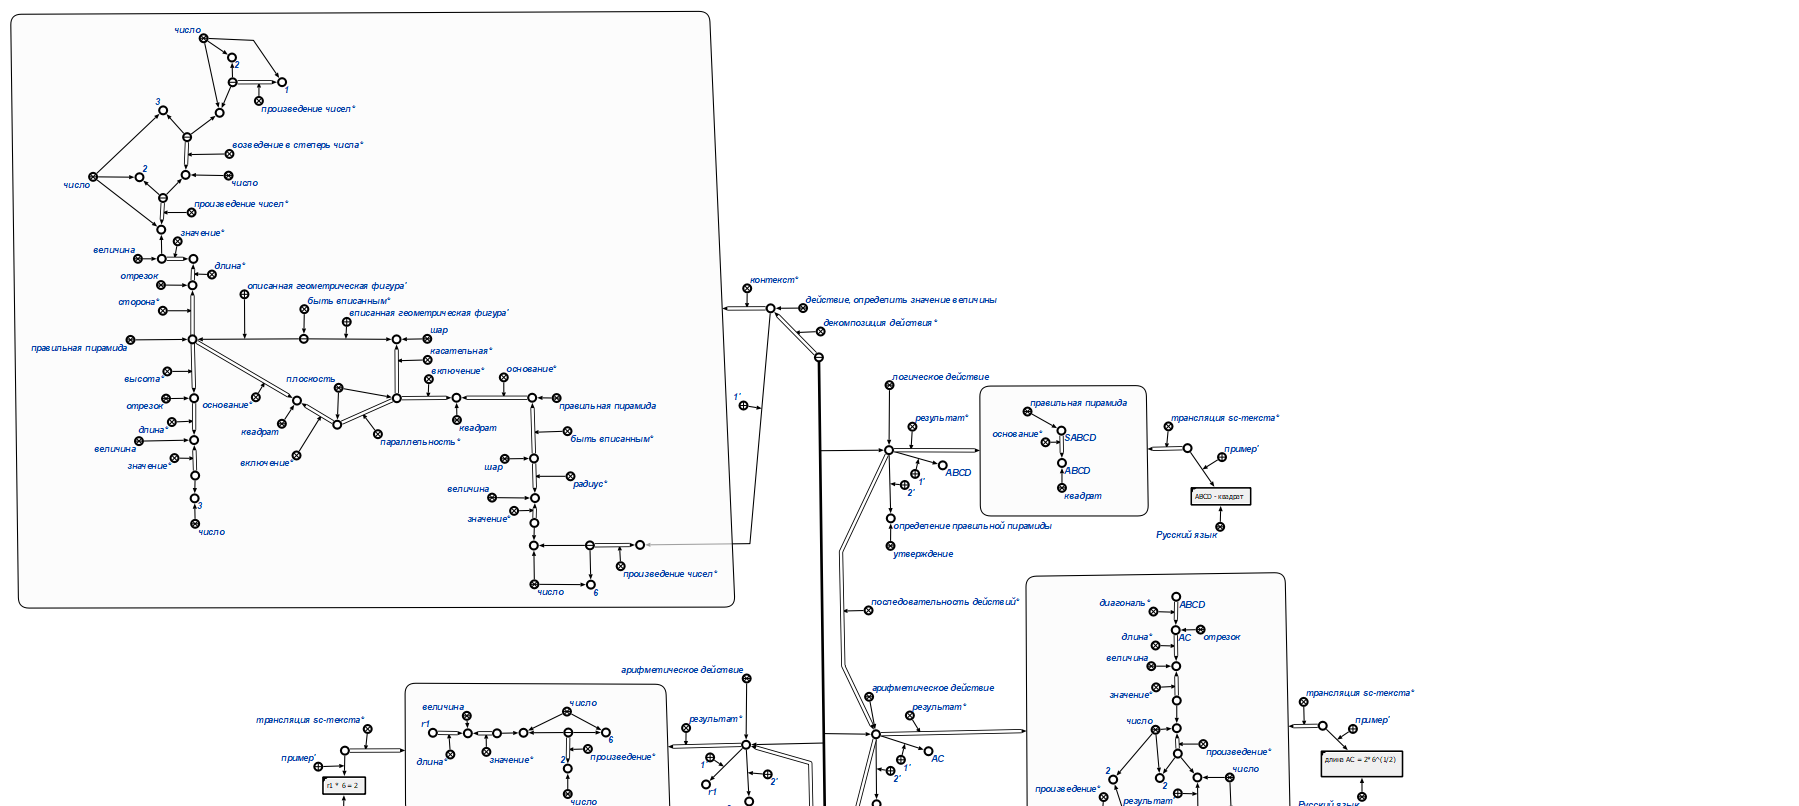 число
2
1
произведение чисел*
3
возведение в степерь числа*
2
число
число
произведение чисел*
значение*
величина
длина*
отрезок
сторона*
описанная геометрическая фигура'
быть вписанным*
вписанная геометрическая фигура'
шар
правильная пирамида
касательная*
включение*
основание*
высота*
плоскость
отрезок
основание*
правильная пирамида
длина*
квадрат
квадрат
параллельность*
быть вписанным*
величина
включение*
значение*
шар
радиус*
величина
3
значение*
число
произведение чисел*
число
6
контекст*
действие, определить значение величины
декомпозиция действия*
1'
логическое действие
результат*
ABCD
1'
2'
определение правильной пирамиды
утверждение
правильная пирамида
основание*
SABCD
ABCD
квадрат
трансляция sc-текста*
пример'
ABCD - квадрат
Русский язык
последовательность действий*
арифметическое действие
результат*
AC
1'
2'
диагональ*
ABCD
AC
отрезок
длина*
величина
значение*
число
произведение*
2
2
число
произведение*
результат
трансляция sc-текста*
пример'
длина AC = 2*6^(1/2)
Русский язык
арифметическое действие
результат*
1
r1
2'
трансляция sc-текста*
пример'
r1 * 6 = 2
величина
число
r1
6
длина*
значение*
2
произведение*
число